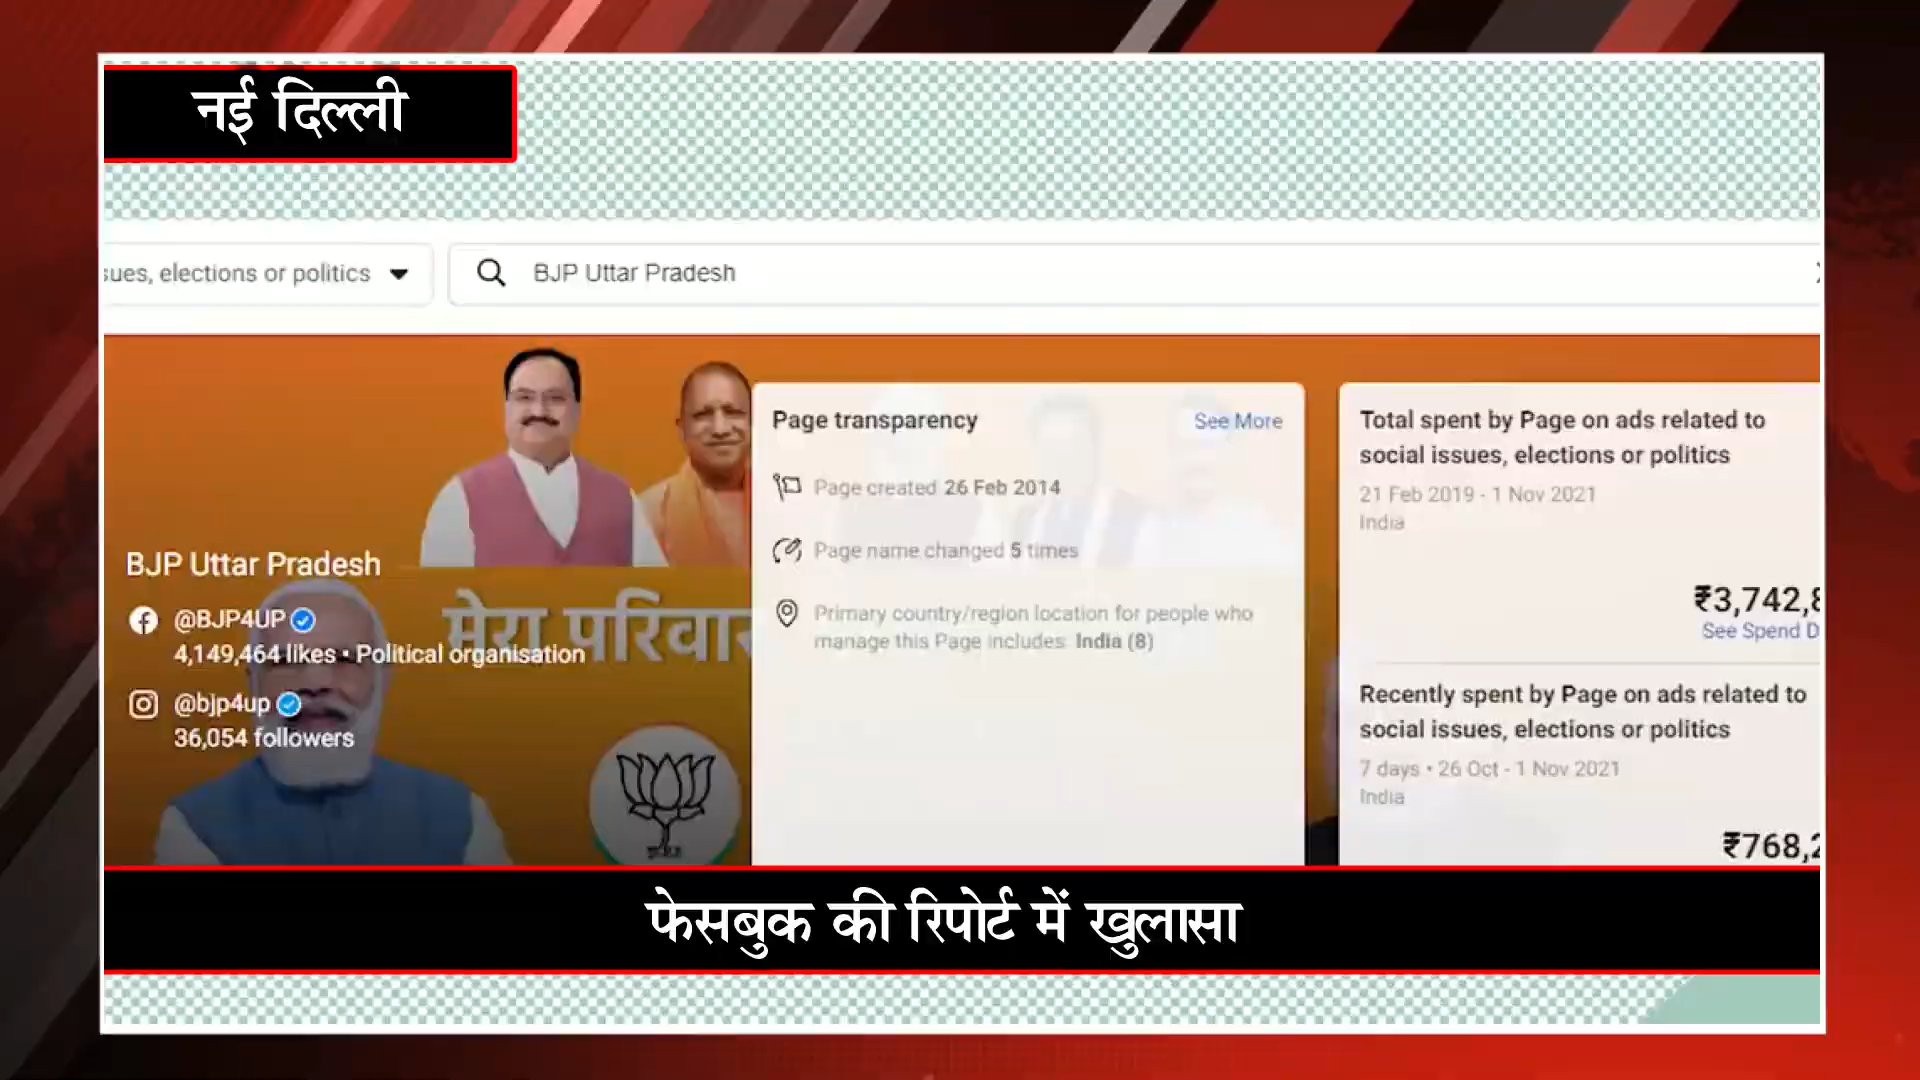 नई दिल्ली
sues, elections or politics
BJP Uttar Pradesh
BJP Uttar Pradesh
@BJP4UP
4,149,464 likes • Political organisation
@bjp4up
36,054 followers
मेरा परिवार
Page transparency
See More
Page created 26 Feb 2014
Page name changed 5 times
Primary country/region location for people who
manage this Page includes: India (8)
Total spent by Page on ads related to
social issues, elections or politics
21 Feb 2019 - 1 Nov 2021
India
₹3,742,8
See Spend D
Recently spent by Page on ads related to
social issues, elections or politics
7 days • 26 Oct - 1 Nov 2021
India
₹768,2
फेसबुक की रिपोर्ट में खुलासा